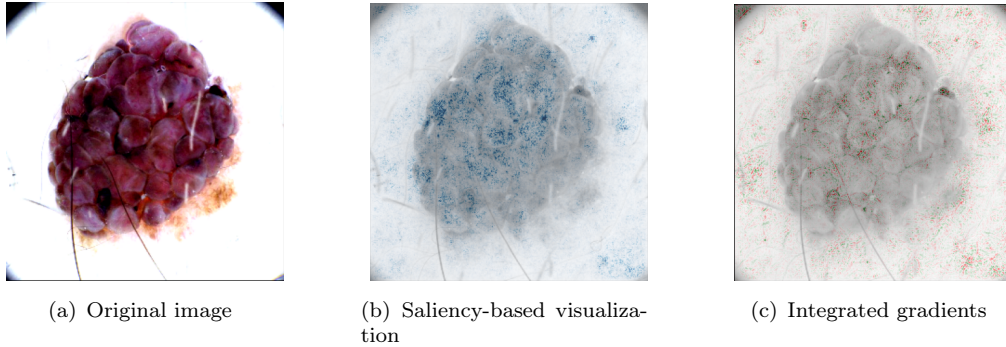 (a) Original image
(b) Saliency-based visualiza-
tion
(c) Integrated gradients